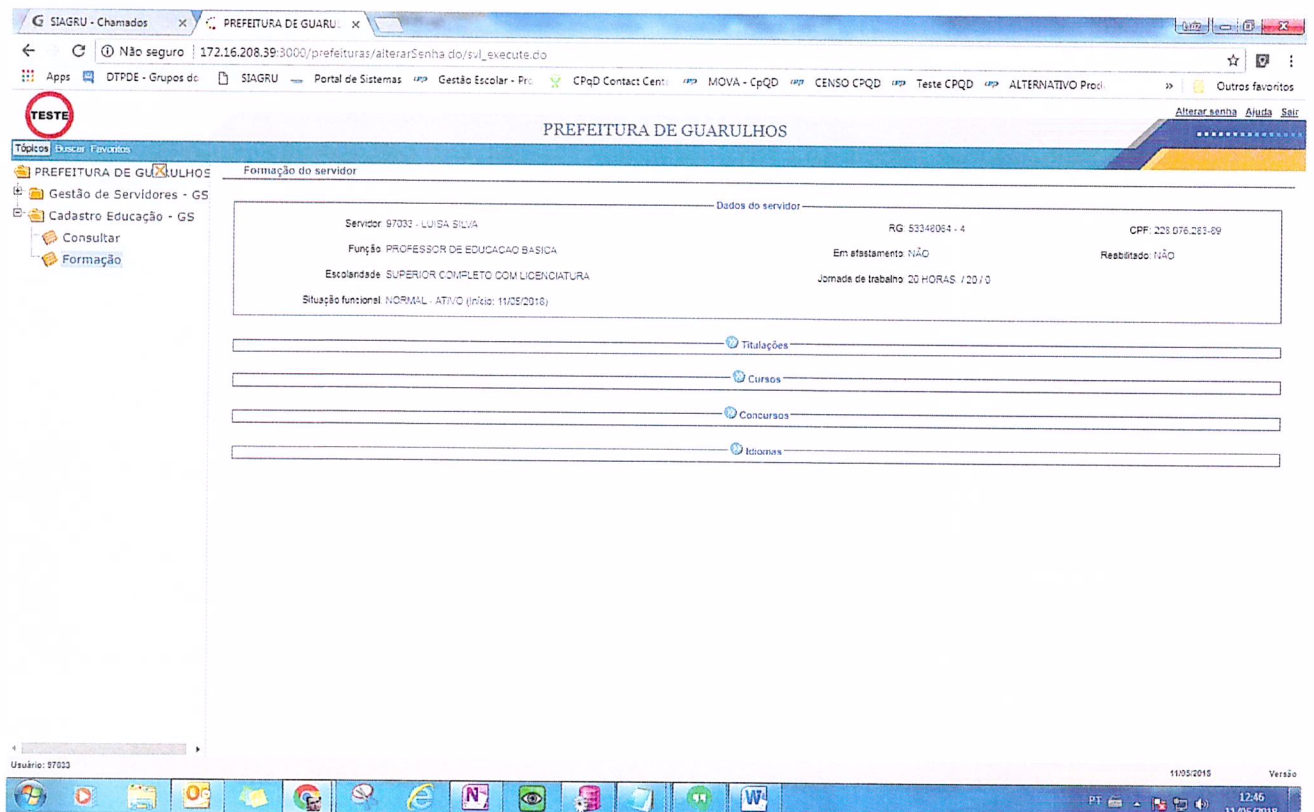 SIAGRU - Chamados
PREFEITURA DE GUARU
Luiz
Não seguro 172.16.208.39:3000/prefeituras/alterarSenha.do/svl_execute.do
Apps DTPDE - Grupos do SIAGRU Portal de Sistemas Gestão Escolar - Pro CPqD Contact Cent MOVA - CpQD CENSO CPQD Teste CPQD ALTERNATIVO Prod » Outros favoritos
TESTE
PREFEITURA DE GUARULHOS
Alterar senha Ajuda Sair
Tópicos Buscar Favoritos
PREFEITURA DE GUARULHOS
Gestão de Servidores - GS
Cadastro Educação - GS
Consultar
Formação
Formação do servidor
Dados do servidor
Servidor 97033 - LUISA SILVA RG: 53348064 - 4 CPF: 228.076.283-89
Função PROFESSOR DE EDUCACAO BASICA Em afastamento: NÃO Reabilitado: NÃO
Escolaridade SUPERIOR COMPLETO COM LICENCIATURA Jornada de trabalho 20 HORAS / 20 / 0
Situação funcional NORMAL - ATIVO (Início: 11/05/2018)
Titulações
Cursos
Concursos
Idiomas
Usuário: 97033
11/05/2018 Versão
PT 12:46
11/05/2018